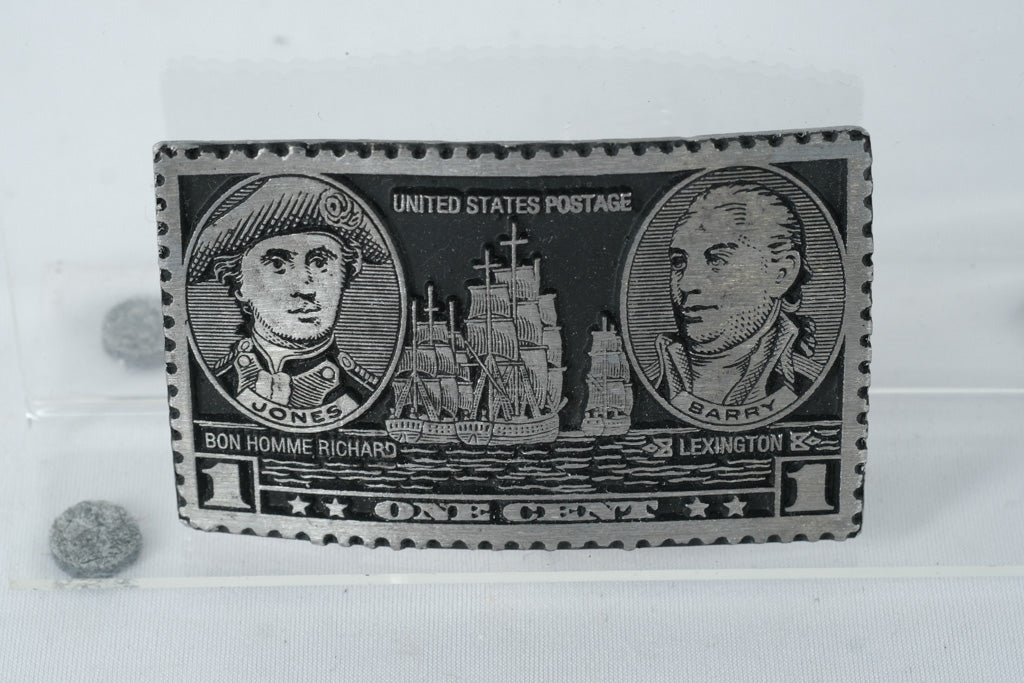 UNITED STATES POSTAGE
JONES
BARRY
BON HOMME RICHARD
LEXINGTON
1
ONE CENT
1